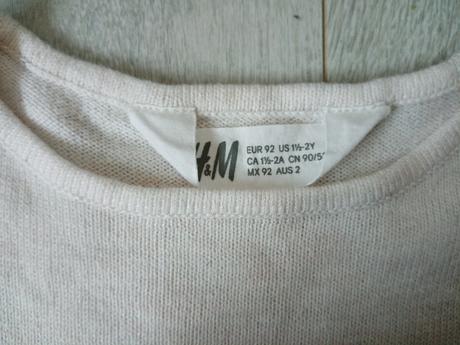 H&M
EUR 92 US 1½-2Y
CA 1½-2A CN 90/5
MX 92 AUS 2